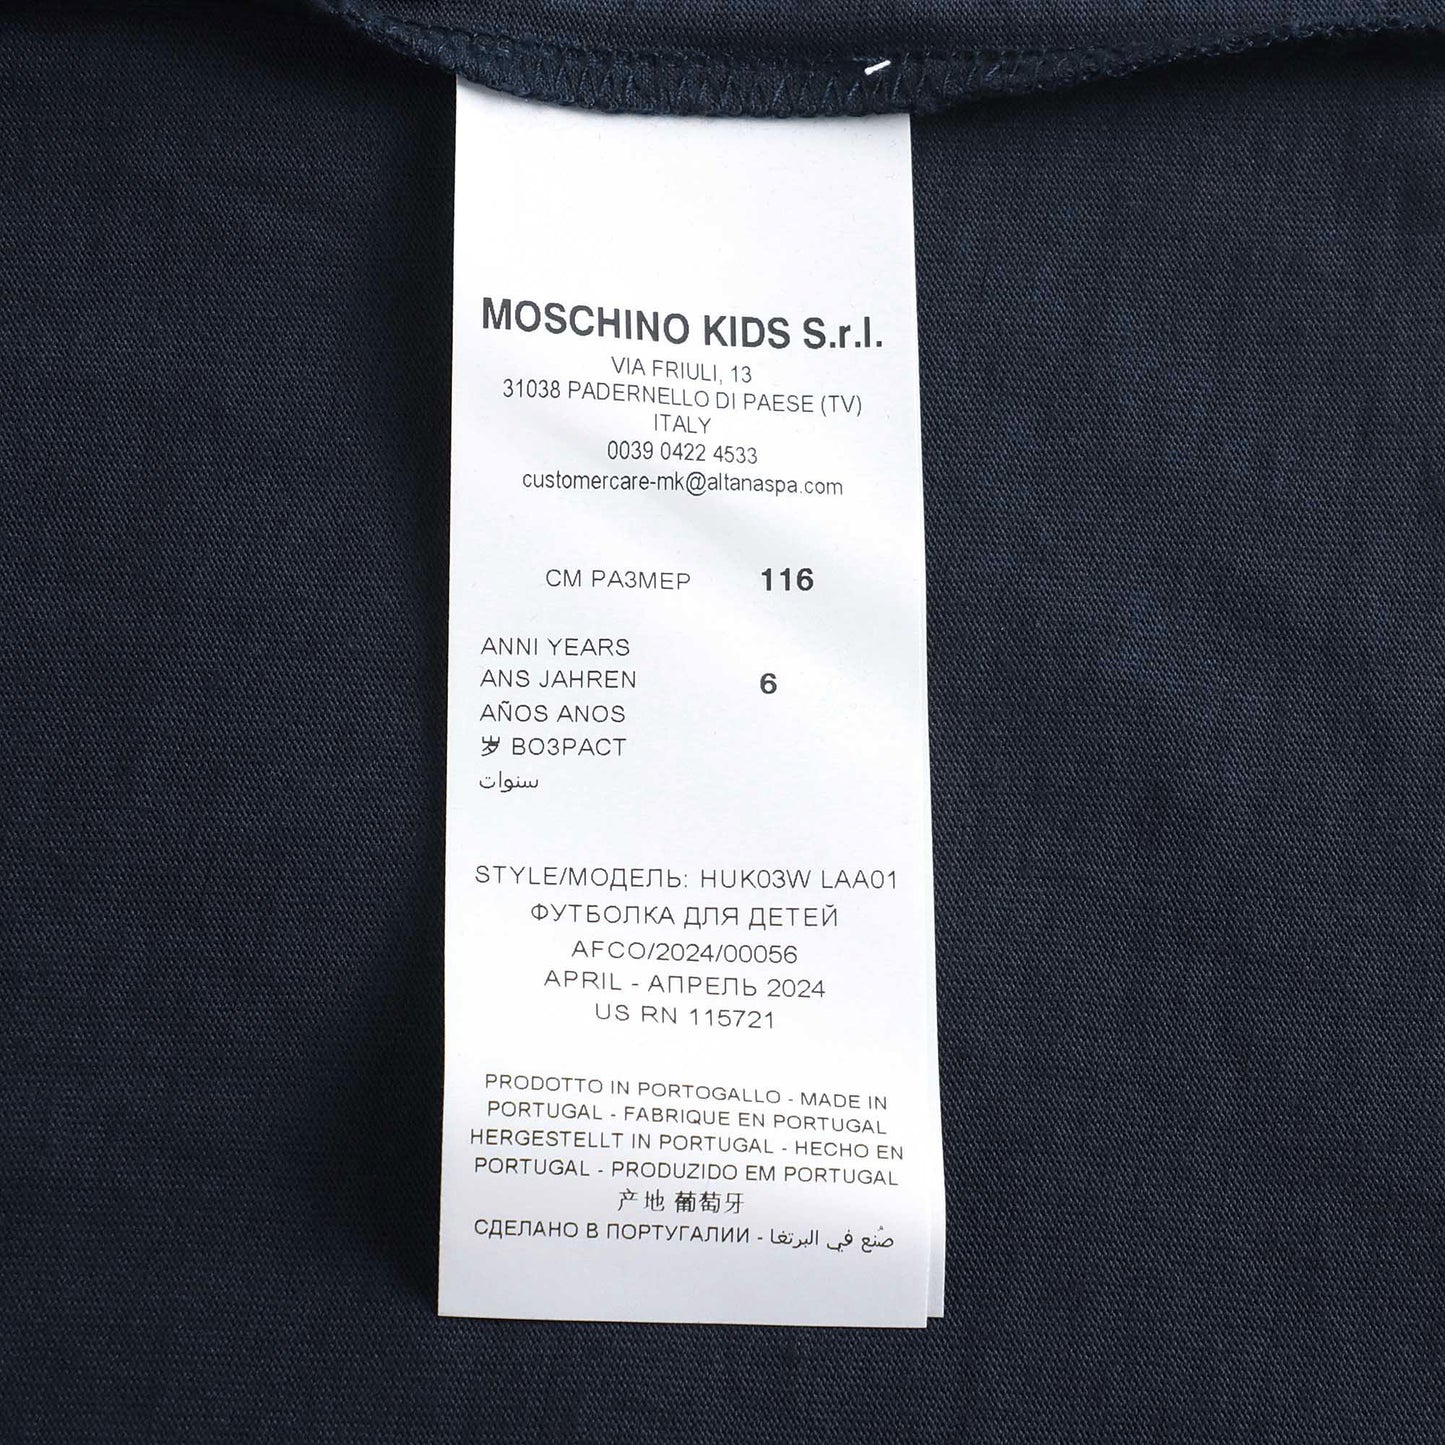 MOSCHINO KIDS S.r.l.
VIA FRIULI, 13
31038 PADERNELLO DI PAESE (TV)
ITALY
0039 0422 4533
customercare-mk@altanaspa.com
СМ РАЗМЕР 116
ANNI YEARS
ANS JAHREN 6
AÑOS ANOS
岁 ВОЗРАСТ
سنوات
STYLE/МОДЕЛЬ: HUK03W LAA01
ФУТБОЛКА ДЛЯ ДЕТЕЙ
AFCO/2024/00056
APRIL - АПРЕЛЬ 2024
US RN 115721
PRODOTTO IN PORTOGALLO - MADE IN
PORTUGAL - FABRIQUE EN PORTUGAL
HERGESTELLT IN PORTUGAL - HECHO EN
PORTUGAL - PRODUZIDO EM PORTUGAL
产地 葡萄牙
СДЕЛАНО В ПОРТУГАЛИИ - صُنع في البرتغا